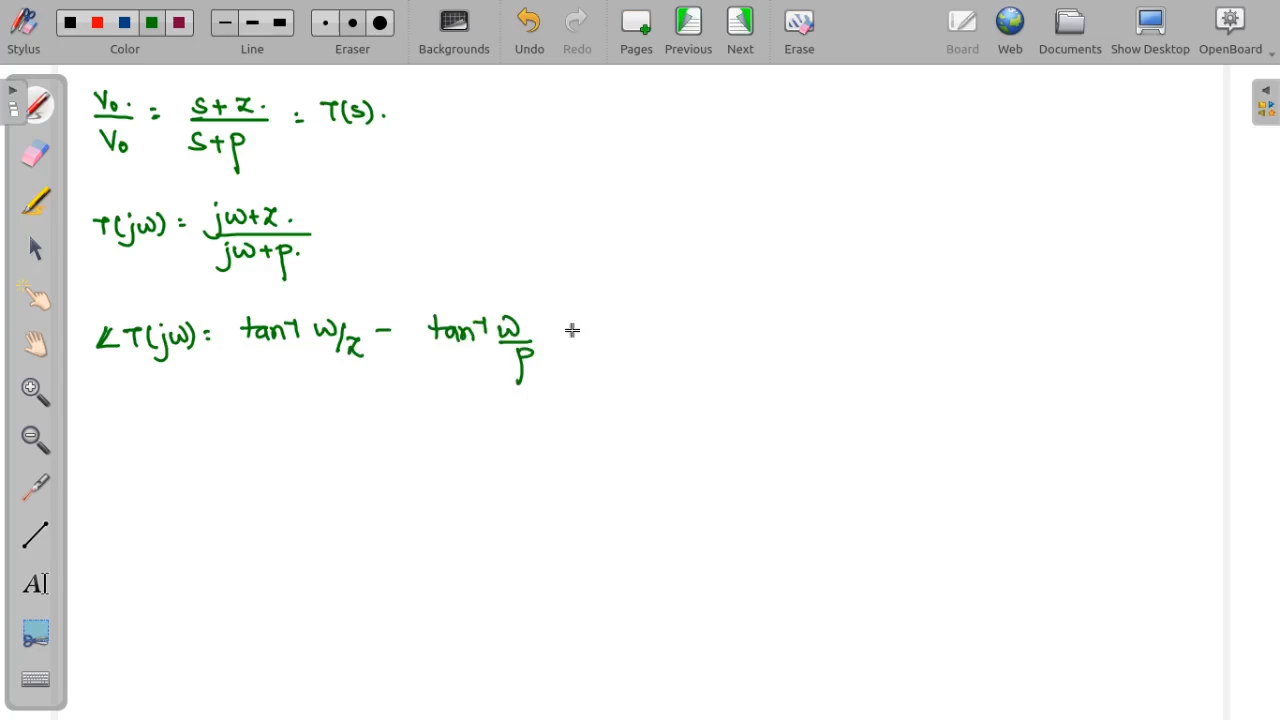 Stylus Color Line Eraser Backgrounds Undo Redo Pages Previous Next Erase Board Web Documents Show Desktop OpenBoard
Vo. / Vo = s+z. / s+p = T(s).
T(jω) = jω+z. / jω+p.
∠T(jω) = tan⁻¹ ω/z - tan⁻¹ ω/p
AI